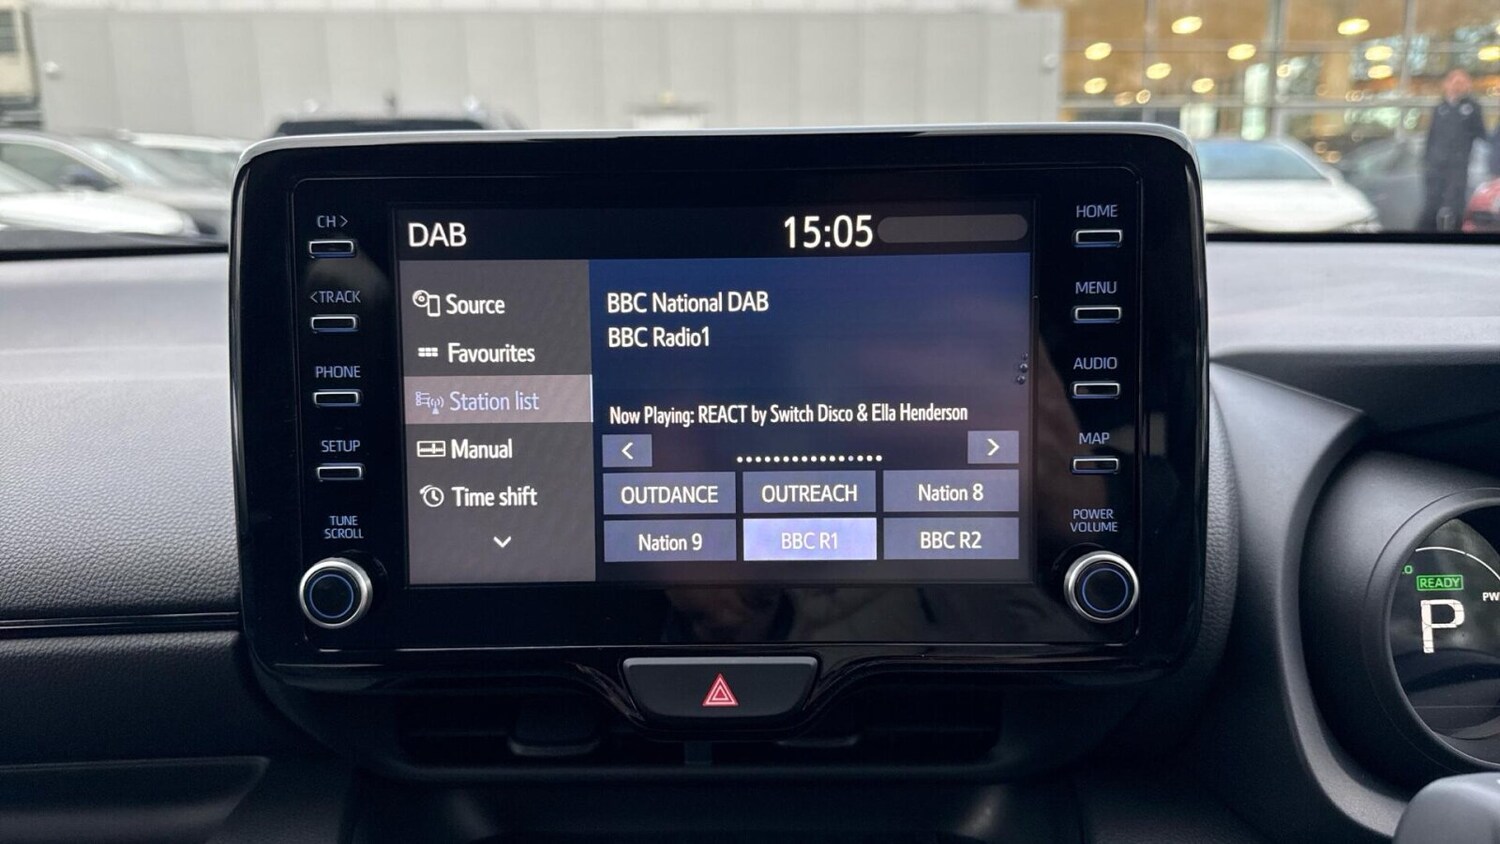 CH >
<TRACK
PHONE
SETUP
TUNE
SCROLL
DAB
15:05
Source
Favourites
Station list
Manual
Time shift
BBC National DAB
BBC Radio1
Now Playing: REACT by Switch Disco & Ella Henderson
<
>
OUTDANCE
OUTREACH
Nation 8
Nation 9
BBC R1
BBC R2
HOME
MENU
AUDIO
MAP
POWER
VOLUME
READY
P